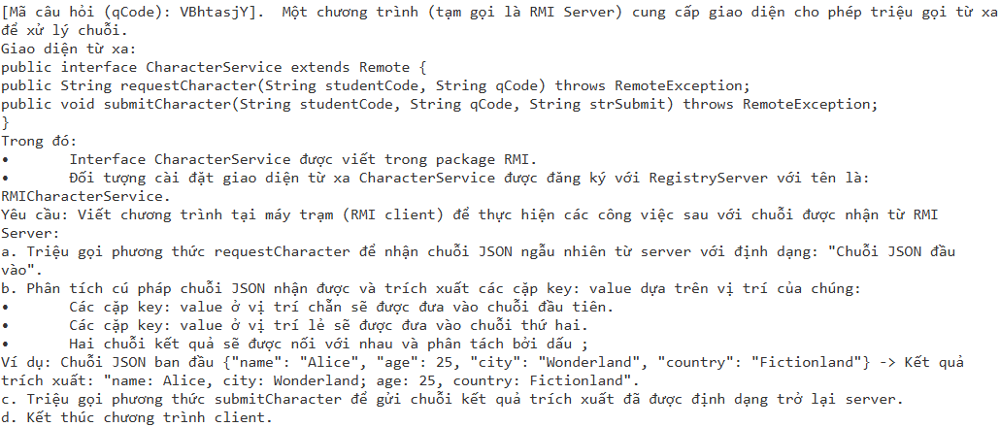 [Mã câu hỏi (qCode): VBhtasjY].  Một chương trình (tạm gọi là RMI Server) cung cấp giao diện cho phép triệu gọi từ xa
để xử lý chuỗi.
Giao diện từ xa:
public interface CharacterService extends Remote {
public String requestCharacter(String studentCode, String qCode) throws RemoteException;
public void submitCharacter(String studentCode, String qCode, String strSubmit) throws RemoteException;
}
Trong đó:
•	Interface CharacterService được viết trong package RMI.
•	Đối tượng cài đặt giao diện từ xa CharacterService được đăng ký với RegistryServer với tên là:
RMICharacterService.
Yêu cầu: Viết chương trình tại máy trạm (RMI client) để thực hiện các công việc sau với chuỗi được nhận từ RMI
Server:
a. Triệu gọi phương thức requestCharacter để nhận chuỗi JSON ngẫu nhiên từ server với định dạng: "Chuỗi JSON đầu
vào".
b. Phân tích cú pháp chuỗi JSON nhận được và trích xuất các cặp key: value dựa trên vị trí của chúng:
•	Các cặp key: value ở vị trí chẵn sẽ được đưa vào chuỗi đầu tiên.
•	Các cặp key: value ở vị trí lẻ sẽ được đưa vào chuỗi thứ hai.
•	Hai chuỗi kết quả sẽ được nối với nhau và phân tách bởi dấu ;
Ví dụ: Chuỗi JSON ban đầu {"name": "Alice", "age": 25, "city": "Wonderland", "country": "Fictionland"} -> Kết quả
trích xuất: "name: Alice, city: Wonderland; age: 25, country: Fictionland".
c. Triệu gọi phương thức submitCharacter để gửi chuỗi kết quả trích xuất đã được định dạng trở lại server.
d. Kết thúc chương trình client.